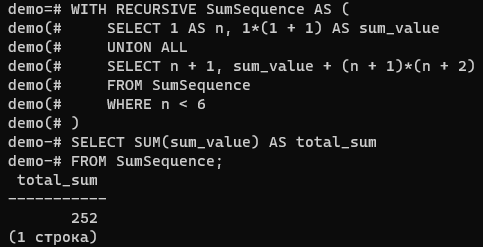 demo=# WITH RECURSIVE SumSequence AS (
demo(#     SELECT 1 AS n, 1*(1 + 1) AS sum_value
demo(#     UNION ALL
demo(#     SELECT n + 1, sum_value + (n + 1)*(n + 2)
demo(#     FROM SumSequence
demo(#     WHERE n < 6
demo(# )
demo-# SELECT SUM(sum_value) AS total_sum
demo-# FROM SumSequence;
 total_sum
-----------
       252
(1 строка)